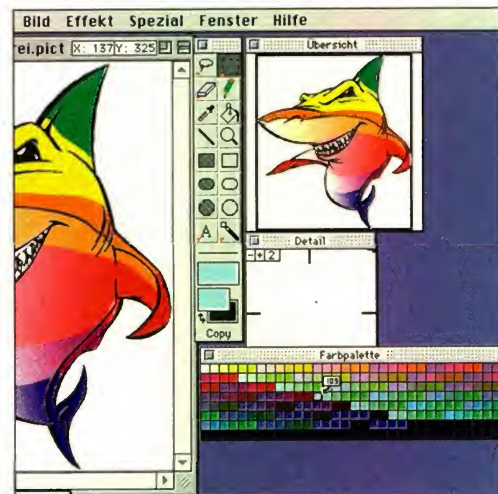 Bild Effekt Spezial Fenster Hilfe
rei.pict X: 137 Y: 325
Übersicht
A
Detail
-+2
Copy
Farbpalette
109